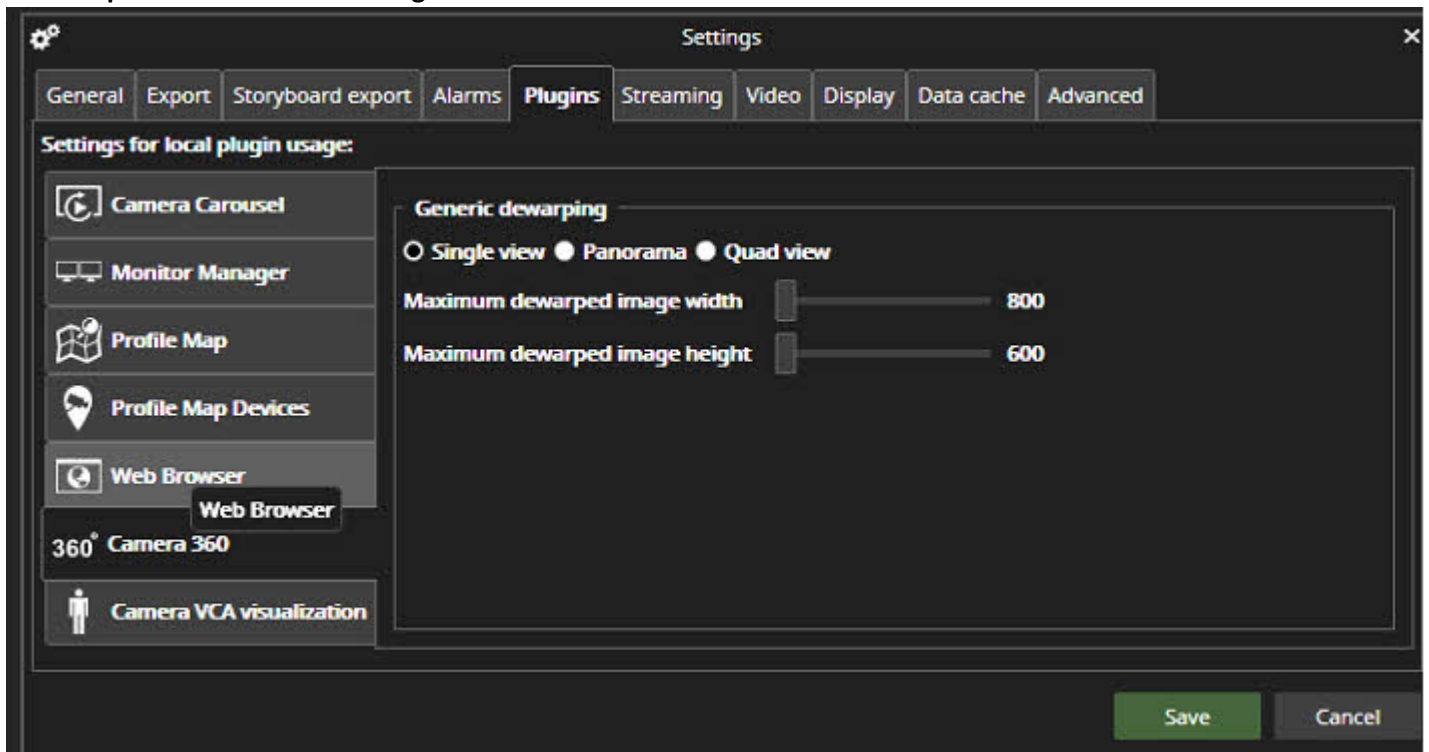 Settings
General Export Storyboard export Alarms Plugins Streaming Video Display Data cache Advanced
Settings for local plugin usage:
Camera Carousel
Monitor Manager
Profile Map
Profile Map Devices
Web Browser
Web Browser
360° Camera 360
Camera VCA visualization
Generic dewarping
Single view Panorama Quad view
Maximum dewarped image width 800
Maximum dewarped image height 600
Save Cancel